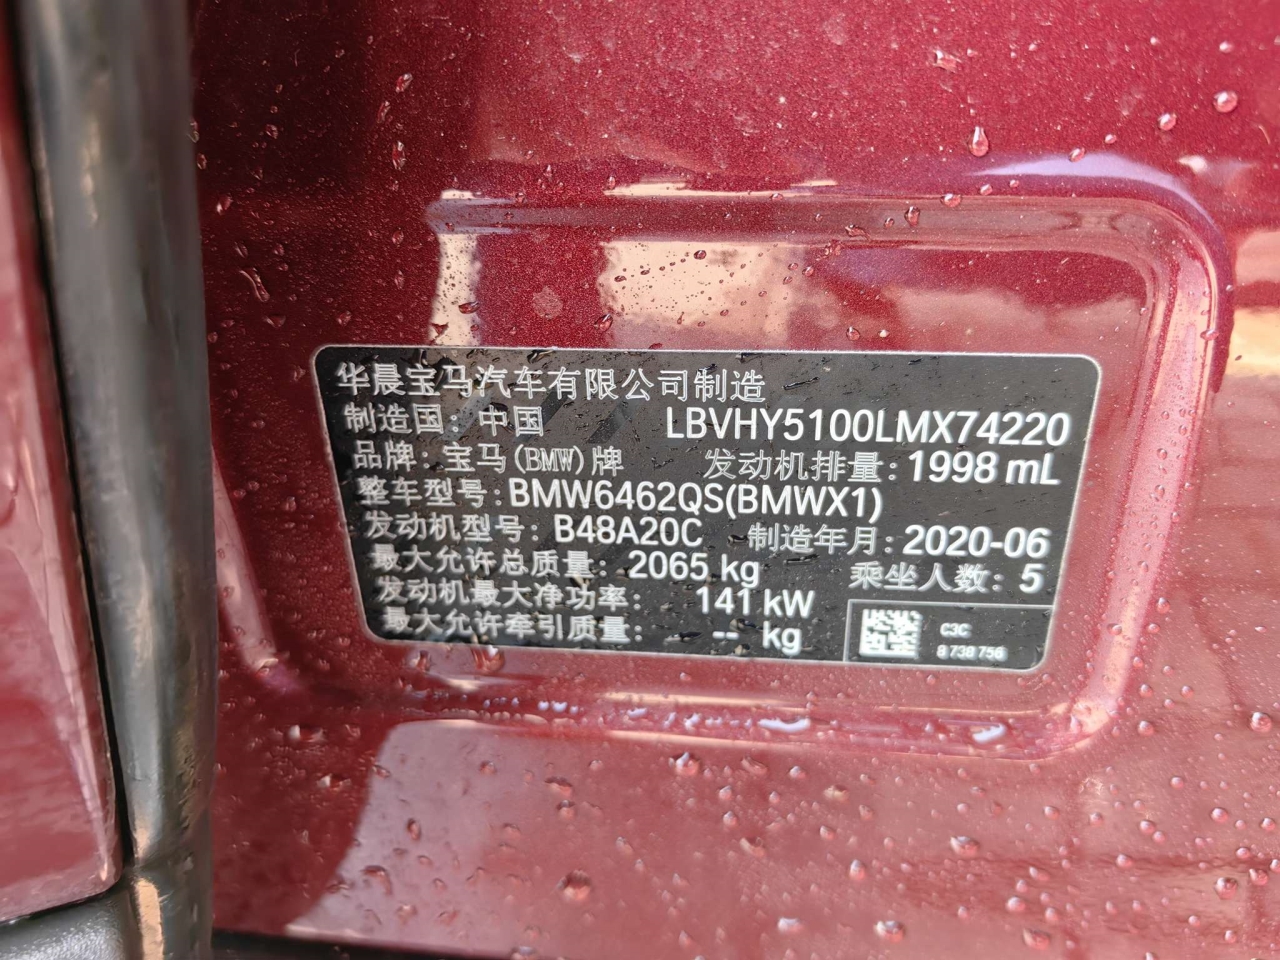 华晨宝马汽车有限公司制造
制造国：中国 LBVHY5100LMX74220
品牌：宝马(BMW)牌 发动机排量：1998 mL
整车型号：BMW6462QS(BMWX1)
发动机型号：B48A20C 制造年月：2020-06
最大允许总质量：2065 kg 乘坐人数：5
发动机最大净功率：141 kW
最大允许牵引质量：-- kg
C3C
8 738 756